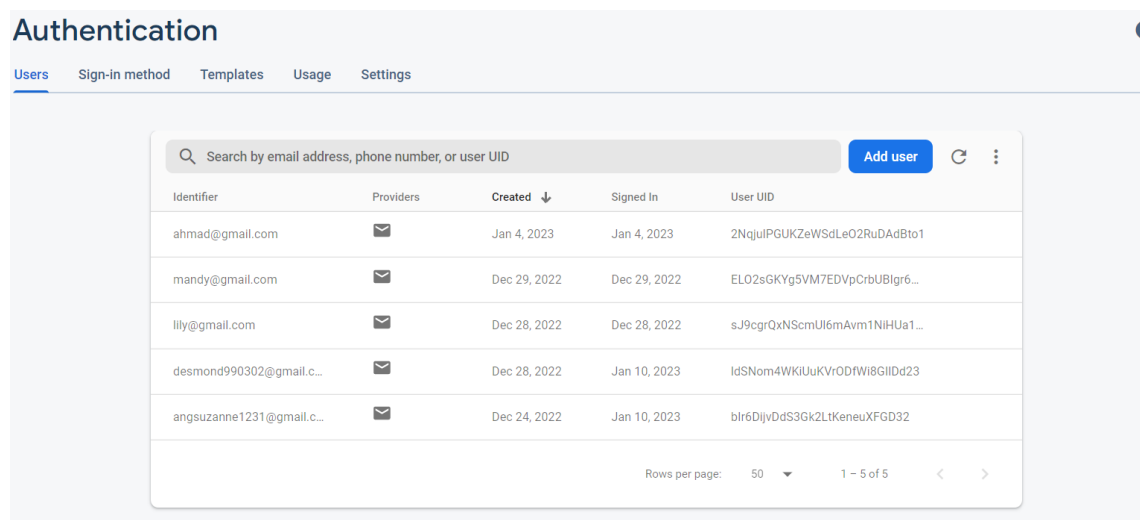 Authentication
Users Sign-in method Templates Usage Settings
Search by email address, phone number, or user UID Add user
Identifier Providers Created Signed In User UID
ahmad@gmail.com Jan 4, 2023 Jan 4, 2023 2NqjulPGUKZeWSdLeO2RuDAdBto1
mandy@gmail.com Dec 29, 2022 Dec 29, 2022 ELO2sGKYg5VM7EDVpCrbUBIgr6...
lily@gmail.com Dec 28, 2022 Dec 28, 2022 sJ9cgrQxNScmUl6mAvm1NiHUa1...
desmond990302@gmail.c... Dec 28, 2022 Jan 10, 2023 ldSNom4WKiUuKVrODfWi8GlIDd23
angsuzanne1231@gmail.c... Dec 24, 2022 Jan 10, 2023 blr6DijvDdS3Gk2LtKeneuXFGD32
Rows per page: 50 1 – 5 of 5